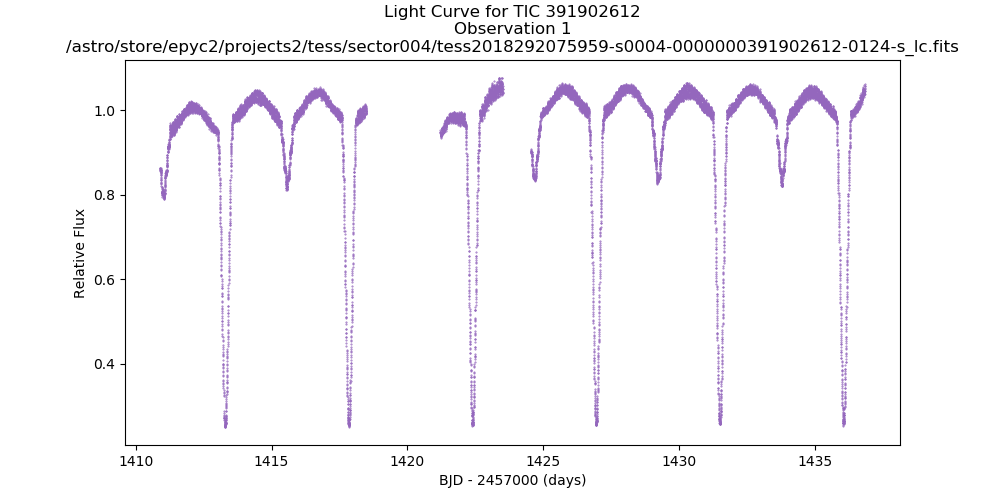 Light Curve for TIC 391902612
Observation 1
/astro/store/epyc2/projects2/tess/sector004/tess2018292075959-s0004-0000000391902612-0124-s_lc.fits
1.0
0.8
0.6
0.4
Relative Flux
1410
1415
1420
1425
1430
1435
BJD - 2457000 (days)